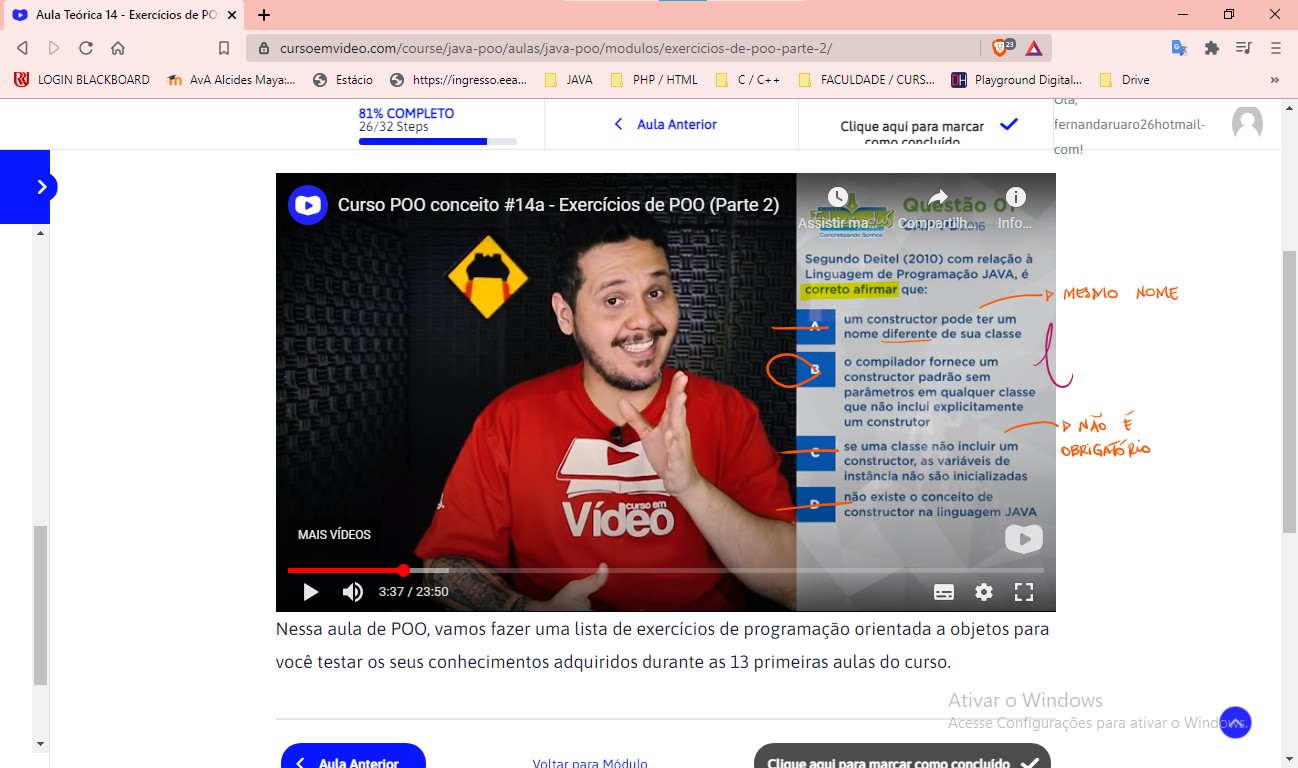 Aula Teórica 14 - Exercícios de PO
cursoemvideo.com/course/java-poo/aulas/java-poo/modulos/exercicios-de-poo-parte-2/
23
LOGIN BLACKBOARD
AvA Alcides Maya:...
Estácio
https://ingresso.eea...
JAVA
PHP / HTML
C / C++
FACULDADE / CURS...
Playground Digital...
Drive
81% COMPLETO
26/32 Steps
Aula Anterior
Clique aqui para marcar
como concluído
Olá,
fernandaruaro26hotmail-
com!
Curso POO conceito #14a - Exercícios de POO (Parte 2)
Assistir ma...
Compartilh...
Info...
Questão 0
2016
Concretizando Sonhos
Segundo Deitel (2010) com relação à
Linguagem de Programação JAVA, é
correto afirmar que:
MESMO NOME
A
um constructor pode ter um
nome diferente de sua classe
B
o compilador fornece um
constructor padrão sem
parâmetros em qualquer classe
que não inclui explicitamente
um construtor
NÃO É
OBRIGATÓRIO
C
se uma classe não incluir um
constructor, as variáveis de
instância não são inicializadas
D
não existe o conceito de
constructor na linguagem JAVA
curso em
Vídeo
MAIS VÍDEOS
3:37 / 23:50
Nessa aula de POO, vamos fazer uma lista de exercícios de programação orientada a objetos para
você testar os seus conhecimentos adquiridos durante as 13 primeiras aulas do curso.
Ativar o Windows
Acesse Configurações para ativar o Windows.
Aula Anterior
Voltar para Módulo
Clique aqui para marcar como concluído